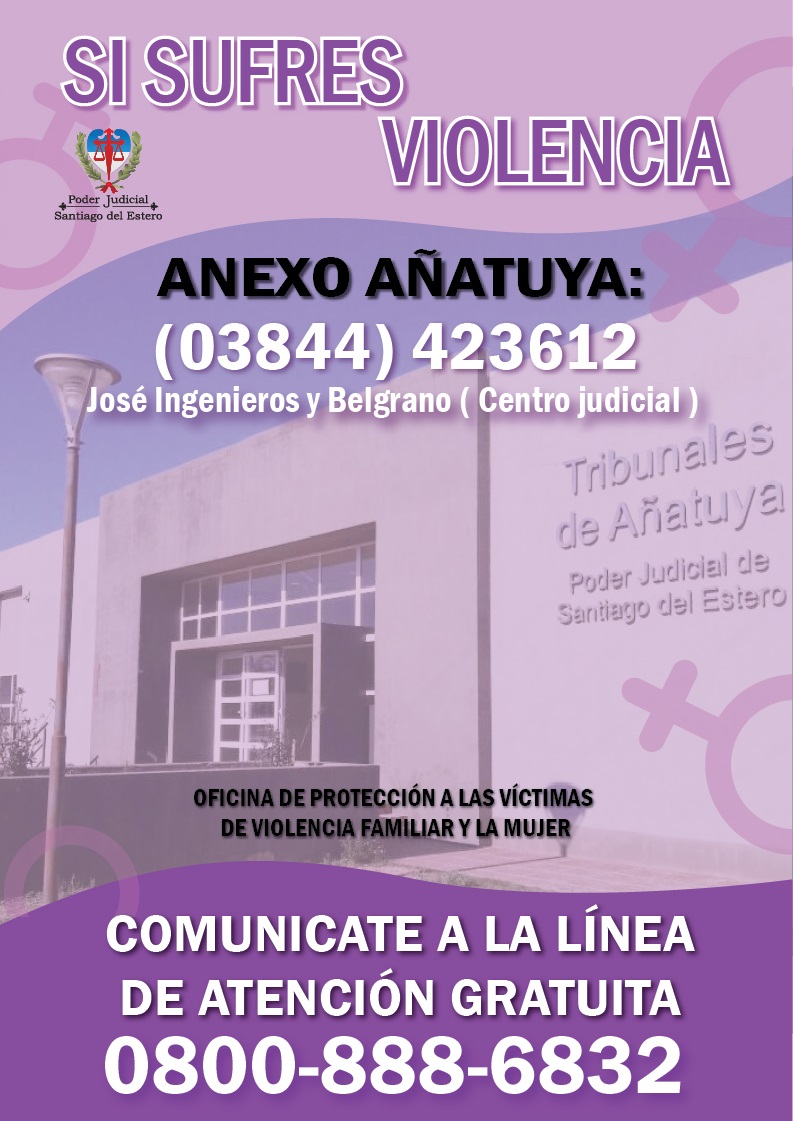 SI SUFRES
VIOLENCIA
Poder Judicial
Santiago del Estero
ANEXO AÑATUYA:
(03844) 423612
José Ingenieros y Belgrano ( Centro judicial )
Tribunales
de Añatuya
Poder Judicial de
Santiago del Estero
OFICINA DE PROTECCIÓN A LAS VÍCTIMAS
DE VIOLENCIA FAMILIAR Y LA MUJER
COMUNICATE A LA LÍNEA
DE ATENCIÓN GRATUITA
0800-888-6832